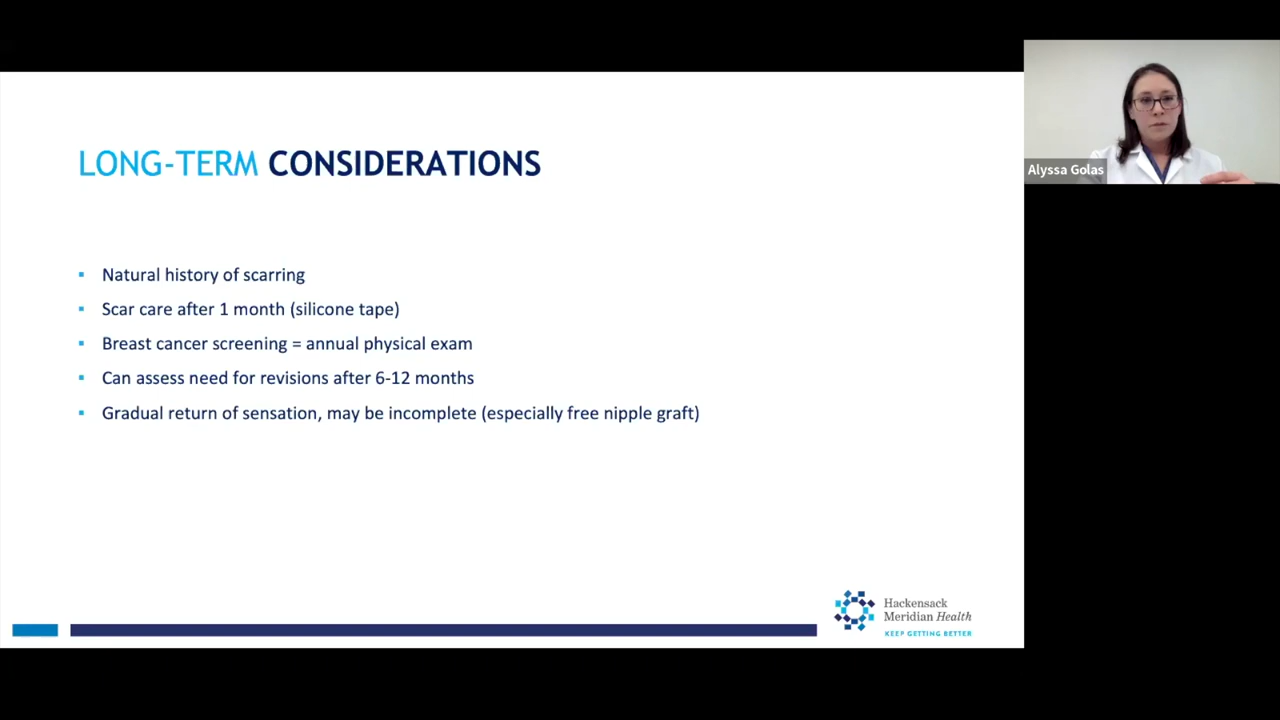 LONG-TERM CONSIDERATIONS
Natural history of scarring
Scar care after 1 month (silicone tape)
Breast cancer screening = annual physical exam
Can assess need for revisions after 6-12 months
Gradual return of sensation, may be incomplete (especially free nipple graft)
Hackensack
Meridian Health
KEEP GETTING BETTER
Alyssa Golas